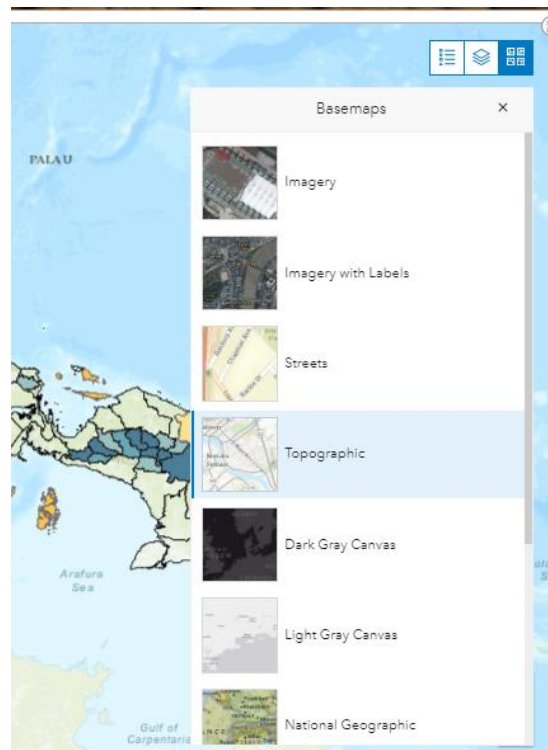 Basemaps
PALAU
Imagery
Imagery with Labels
Streets
Topographic
Dark Gray Canvas
Arafura
Sea
Light Gray Canvas
National Geographic
Gulf of
Carpentaria